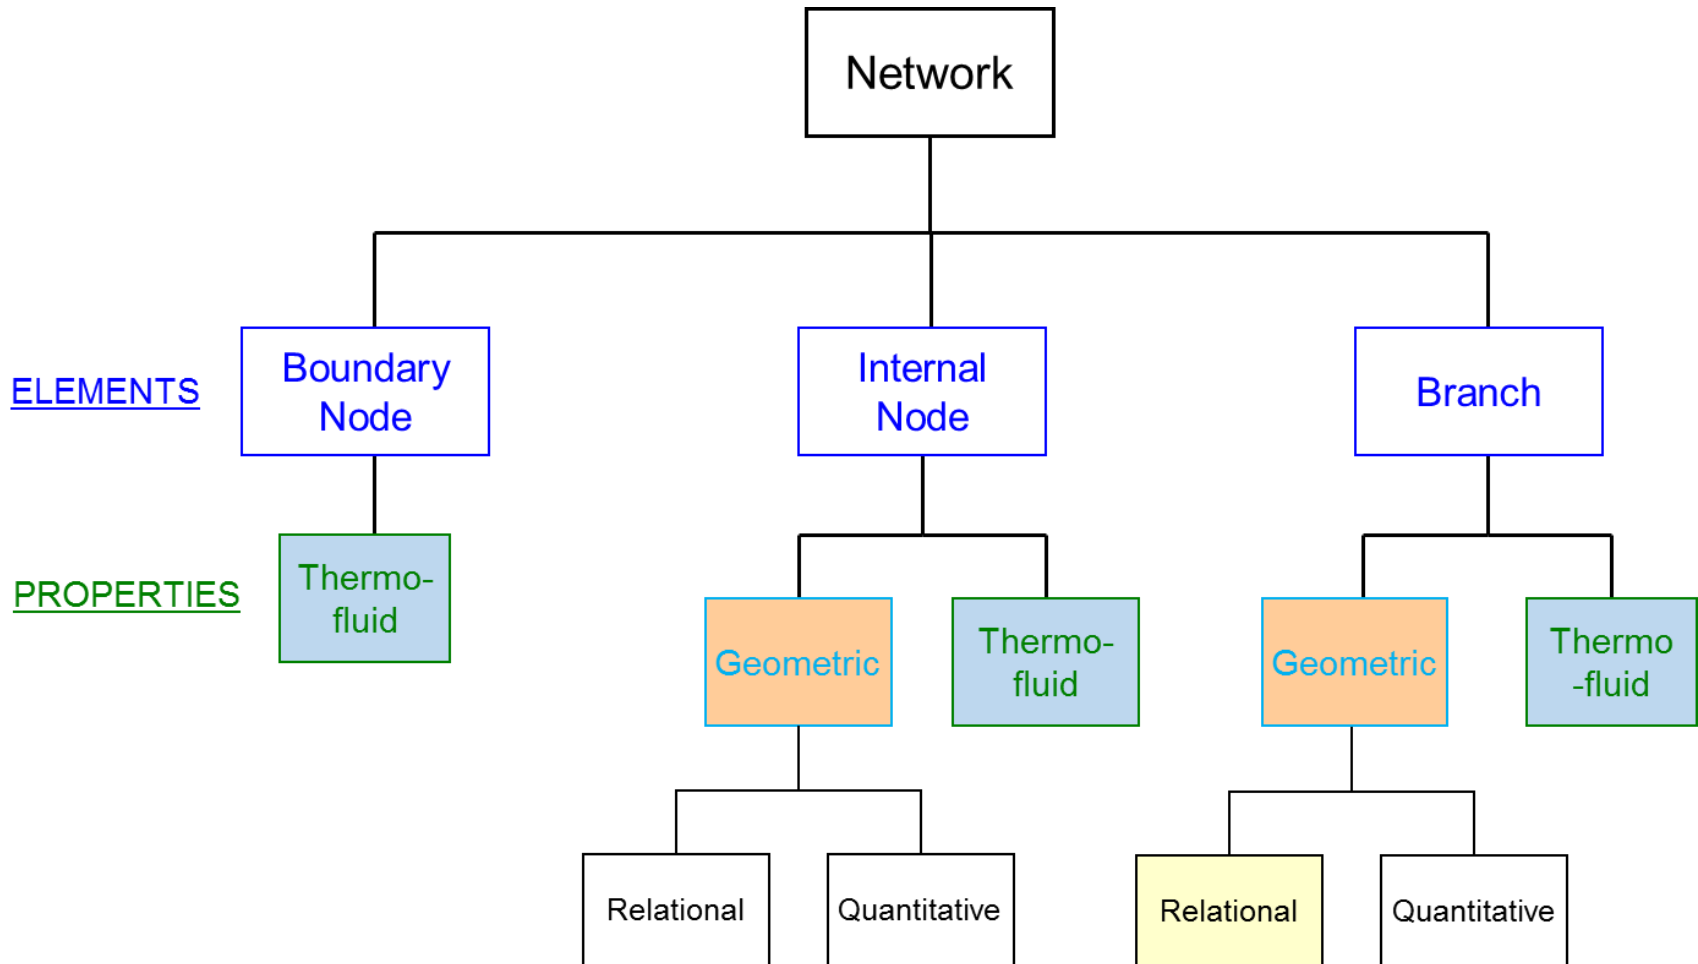 Network
ELEMENTS
Boundary
Node
Internal
Node
Branch
PROPERTIES
Thermo-
fluid
Geometric
Thermo-
fluid
Geometric
Thermo
-fluid
Relational
Quantitative
Relational
Quantitative